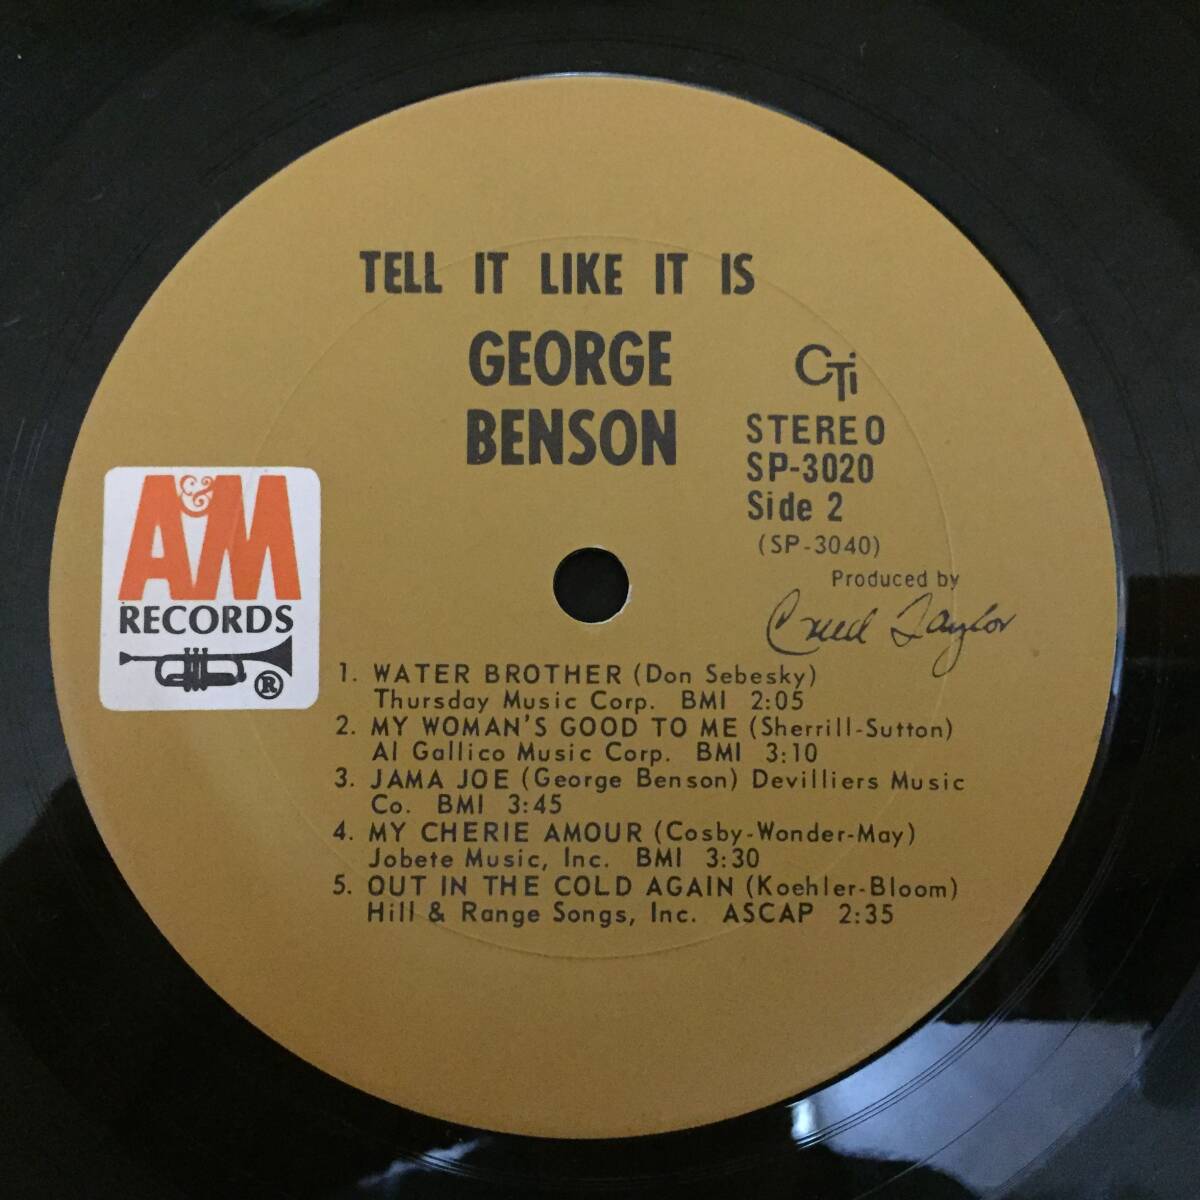 TELL IT LIKE IT IS
GEORGE
BENSON
CTi
STEREO
SP-3020
Side 2
(SP-3040)
Produced by
Creed Taylor
A&M
RECORDS
®
1. WATER BROTHER (Don Sebesky)
Thursday Music Corp. BMI 2:05
2. MY WOMAN'S GOOD TO ME (Sherrill-Sutton)
Al Gallico Music Corp. BMI 3:10
3. JAMA JOE (George Benson) Devilliers Music
Co. BMI 3:45
4. MY CHERIE AMOUR (Cosby-Wonder-May)
Jobete Music, Inc. BMI 3:30
5. OUT IN THE COLD AGAIN (Koehler-Bloom)
Hill & Range Songs, Inc. ASCAP 2:35